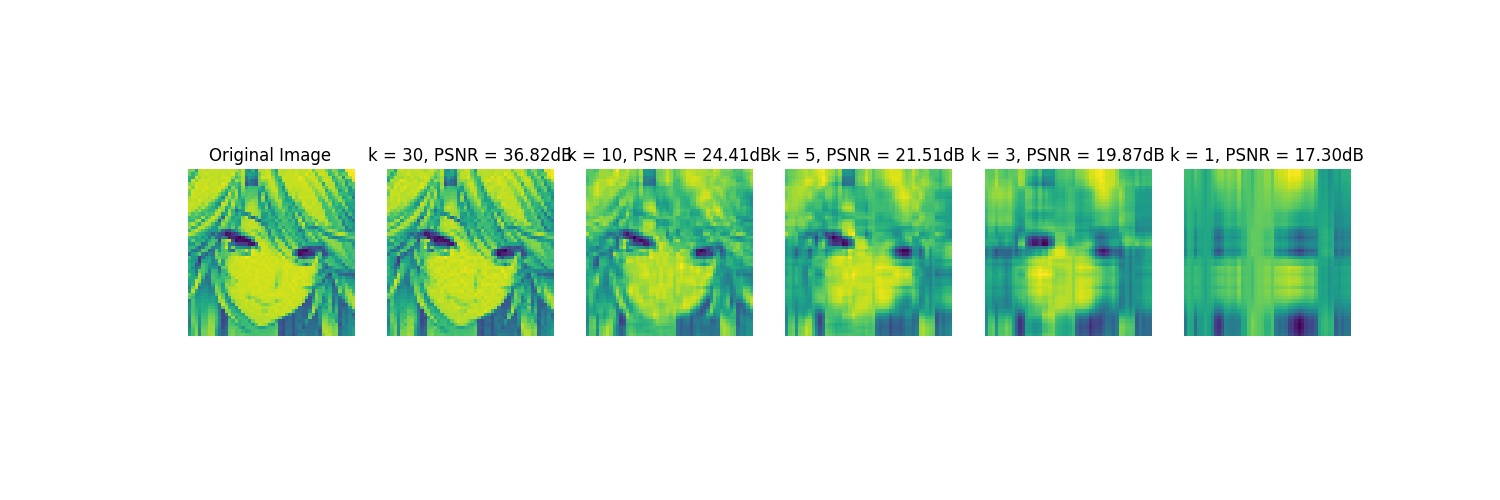 Original Image
k = 30, PSNR = 36.82dB
k = 10, PSNR = 24.41dB
k = 5, PSNR = 21.51dB
k = 3, PSNR = 19.87dB
k = 1, PSNR = 17.30dB